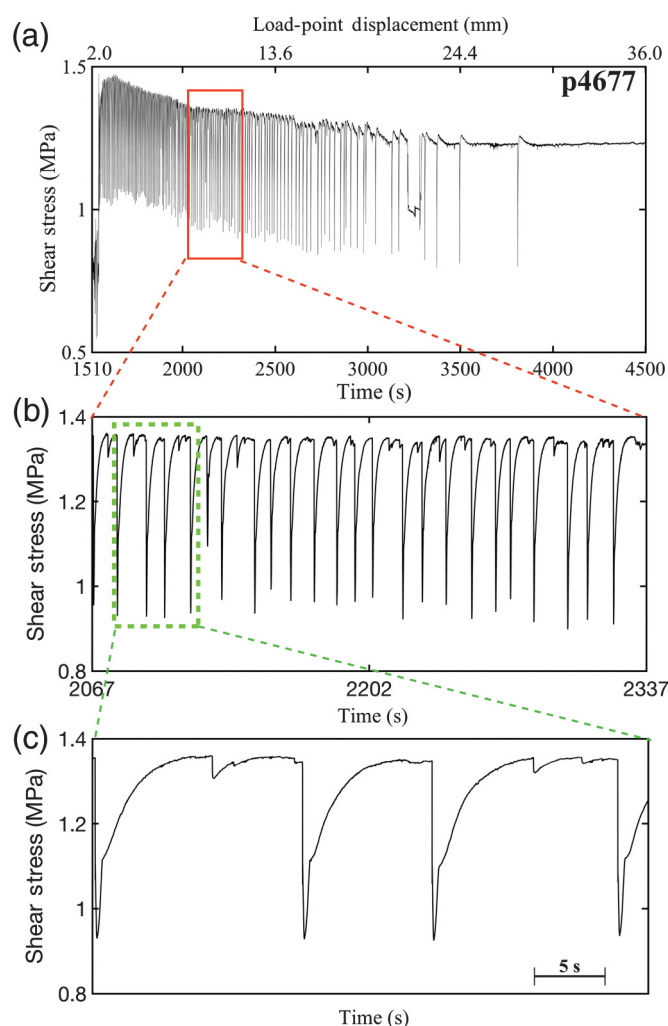 (a)
Load-point displacement (mm)
2.0 13.6 24.4 36.0
p4677
1.5
1
0.5
Shear stress (MPa)
1510 2000 2500 3000 3500 4000 4500
Time (s)
(b)
1.4
1.2
1
0.8
Shear stress (MPa)
2067 2202 2337
Time (s)
(c)
1.4
1.2
1
0.8
Shear stress (MPa)
5 s
Time (s)